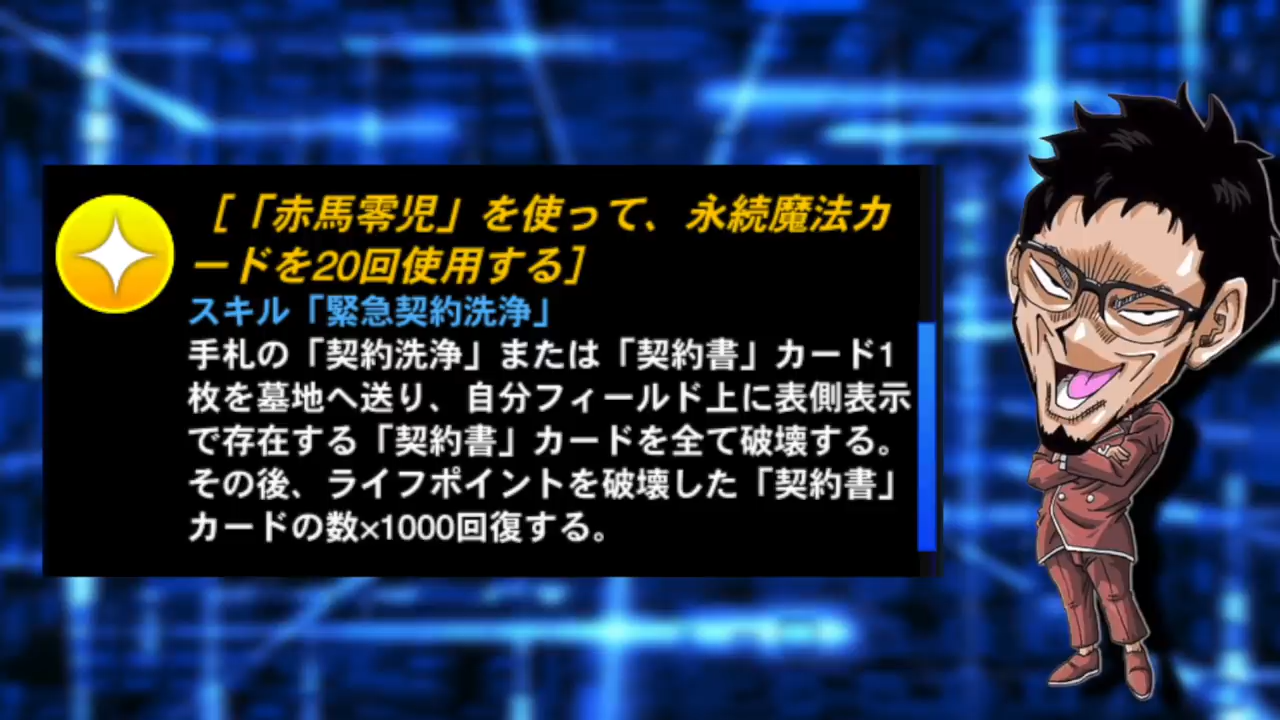 ［「赤馬零児」を使って、永続魔法カ
ードを20回使用する］
スキル「緊急契約洗浄」
手札の「契約洗浄」または「契約書」カード1
枚を墓地へ送り、自分フィールド上に表側表示
で存在する「契約書」カードを全て破壊する。
その後、ライフポイントを破壊した「契約書」
カードの数×1000回復する。